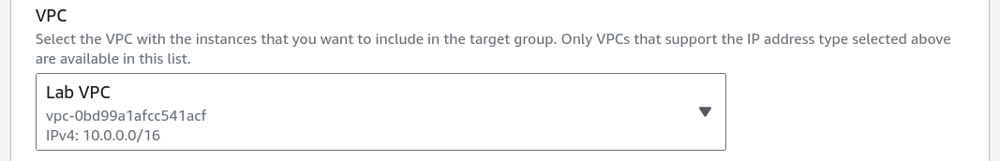 VPC
Select the VPC with the instances that you want to include in the target group. Only VPCs that support the IP address type selected above
are available in this list.
Lab VPC
vpc-0bd99a1afcc541acf
IPv4: 10.0.0.0/16